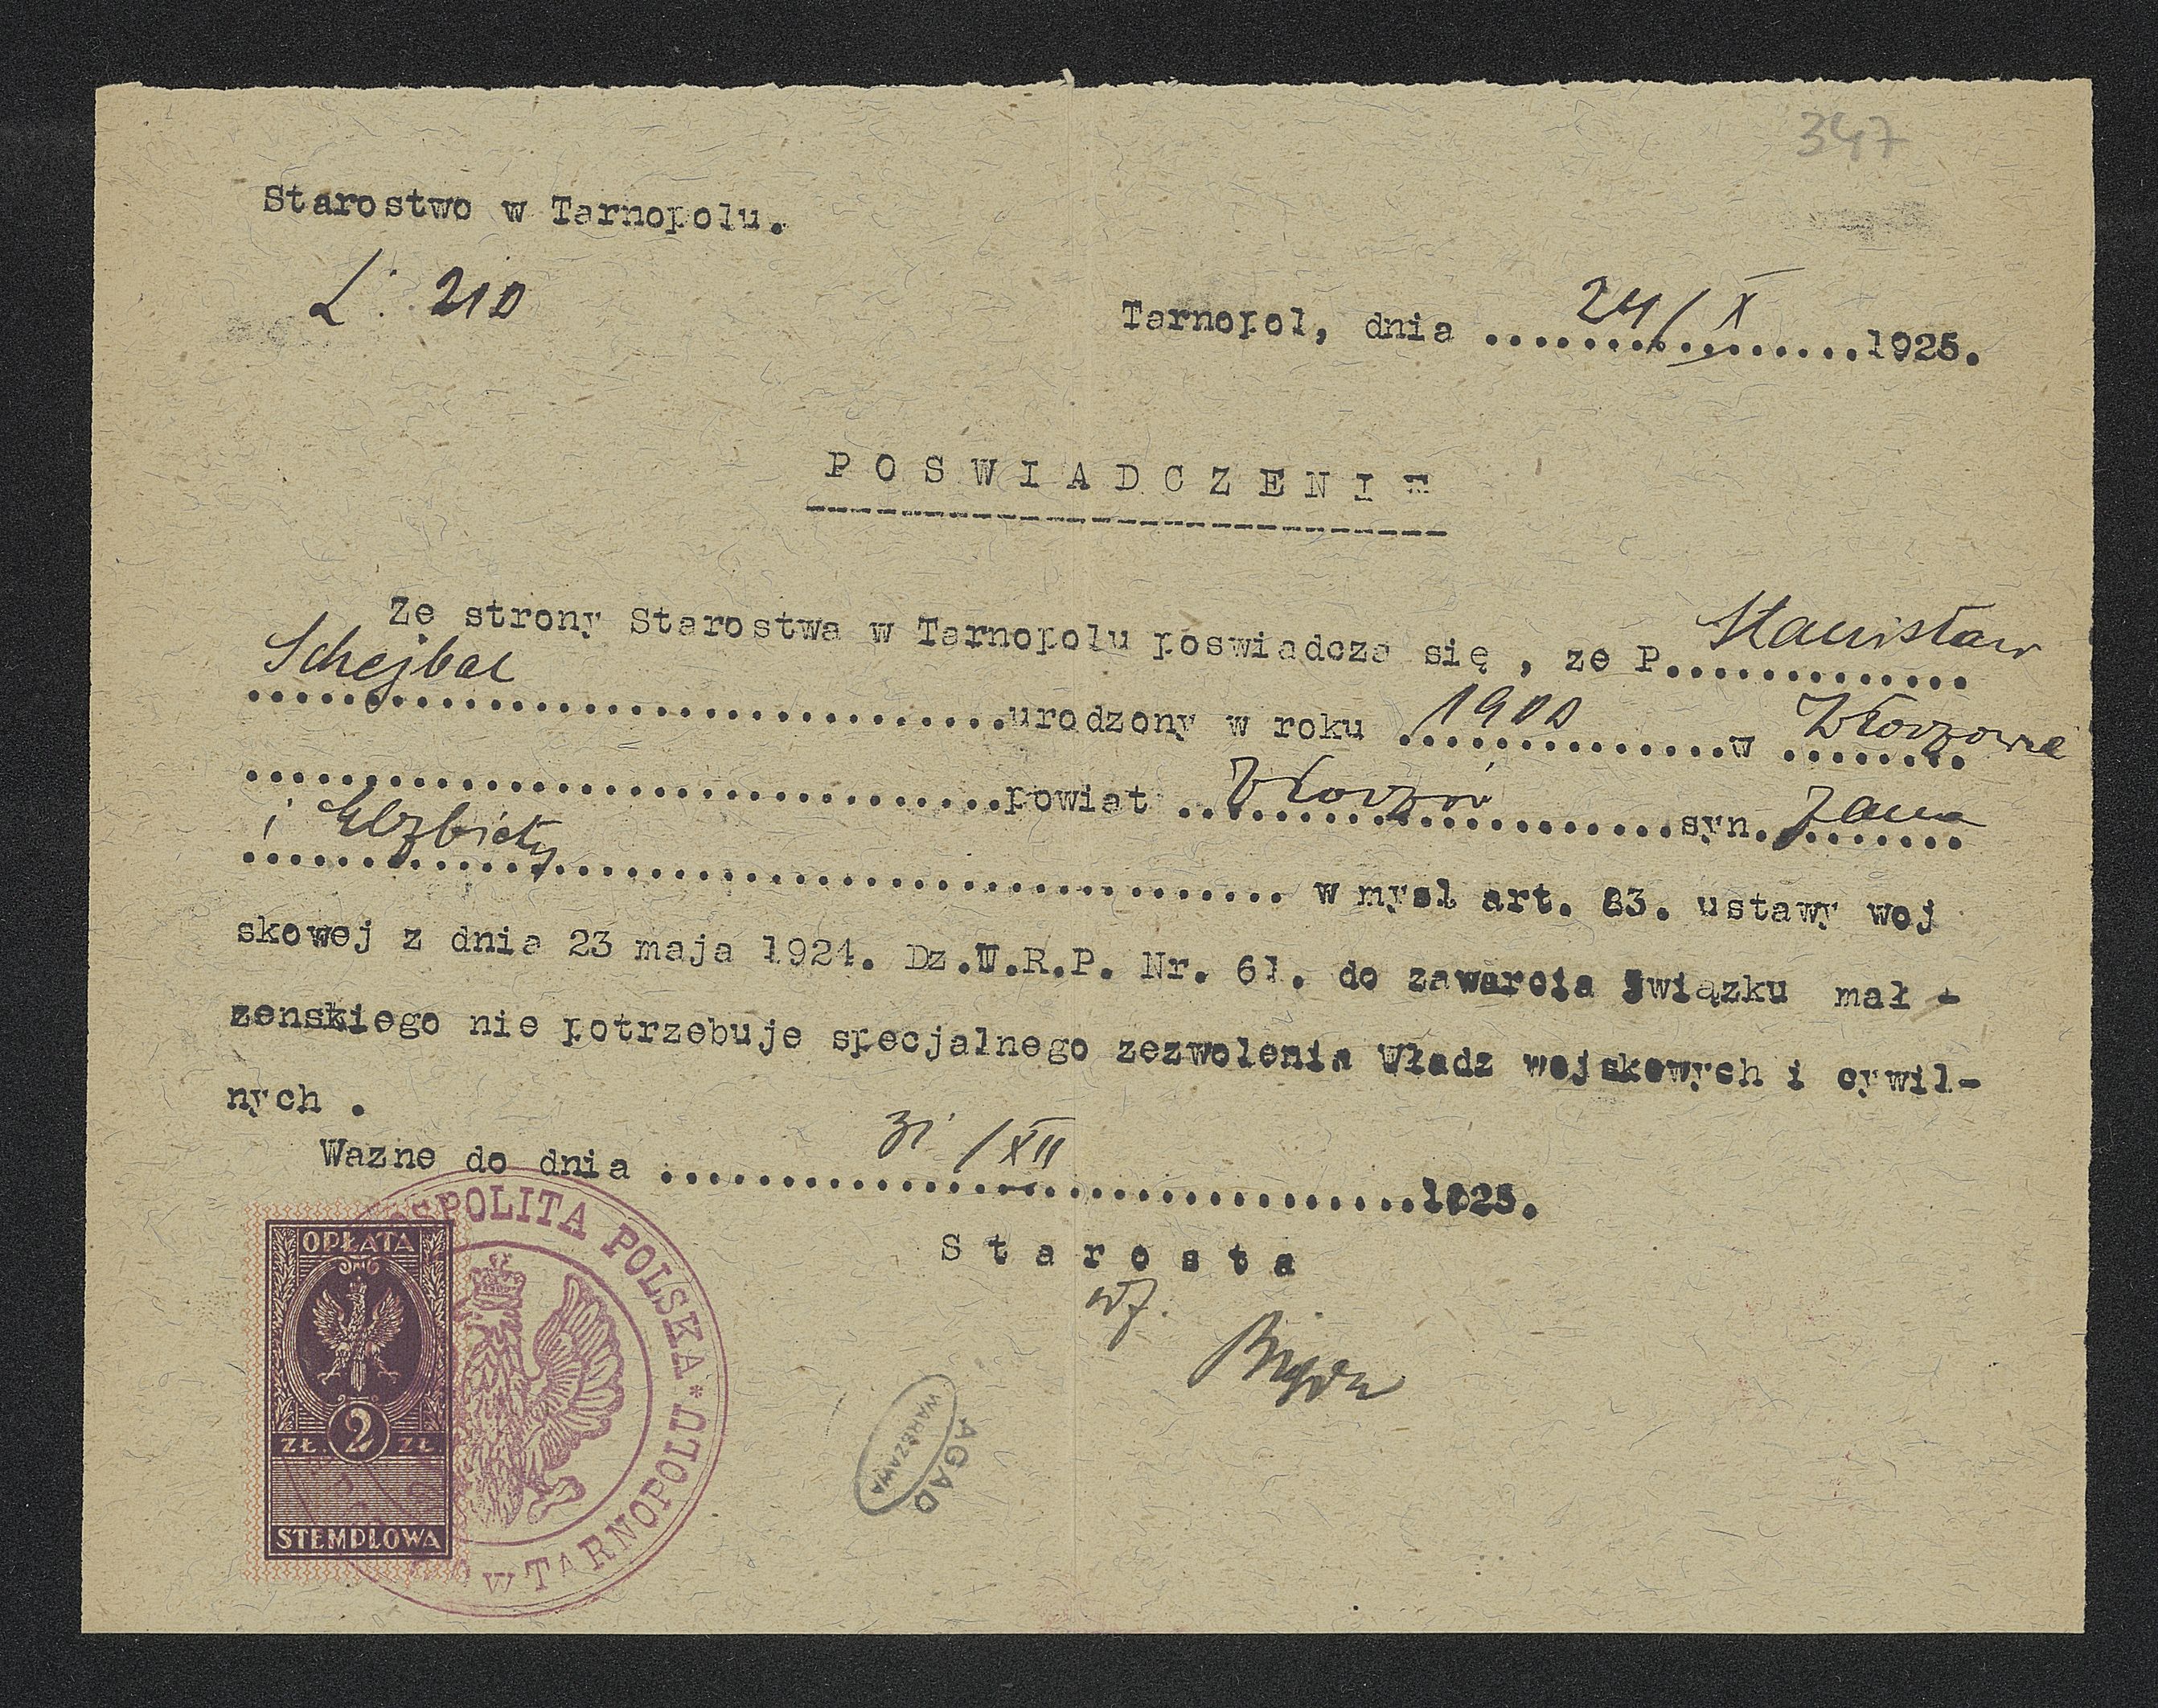 347
Starostwo w Tarnopolu.
L: 210
Tarnopol, dnia 24/X 1925.
POSWIADCZENIE
Ze strony Starostwa w Tarnopolu poswiadcza się , ze P. Stanisław
Schejbal urodzony w roku 1900 w Złoczowie
powiat Złoczów syn. Jana
i Elzbiety w mysl art. 83. ustawy woj
skowej z dnia 23 maja 1924. Dz.U.R.P. Nr. 61. do zawarcia związku mał -
zenskiego nie potrzebuje specjalnego zezwolenia Władz wojskowych i cywil-
nych .
Wazne do dnia 31/XII 1925.
Starosta
wz.
OPŁATA
ZŁ. 2 ZŁ.
STEMPLOWA
POLITA POLSKA * W TARNOPOLU
AGAD
WARSZAWA